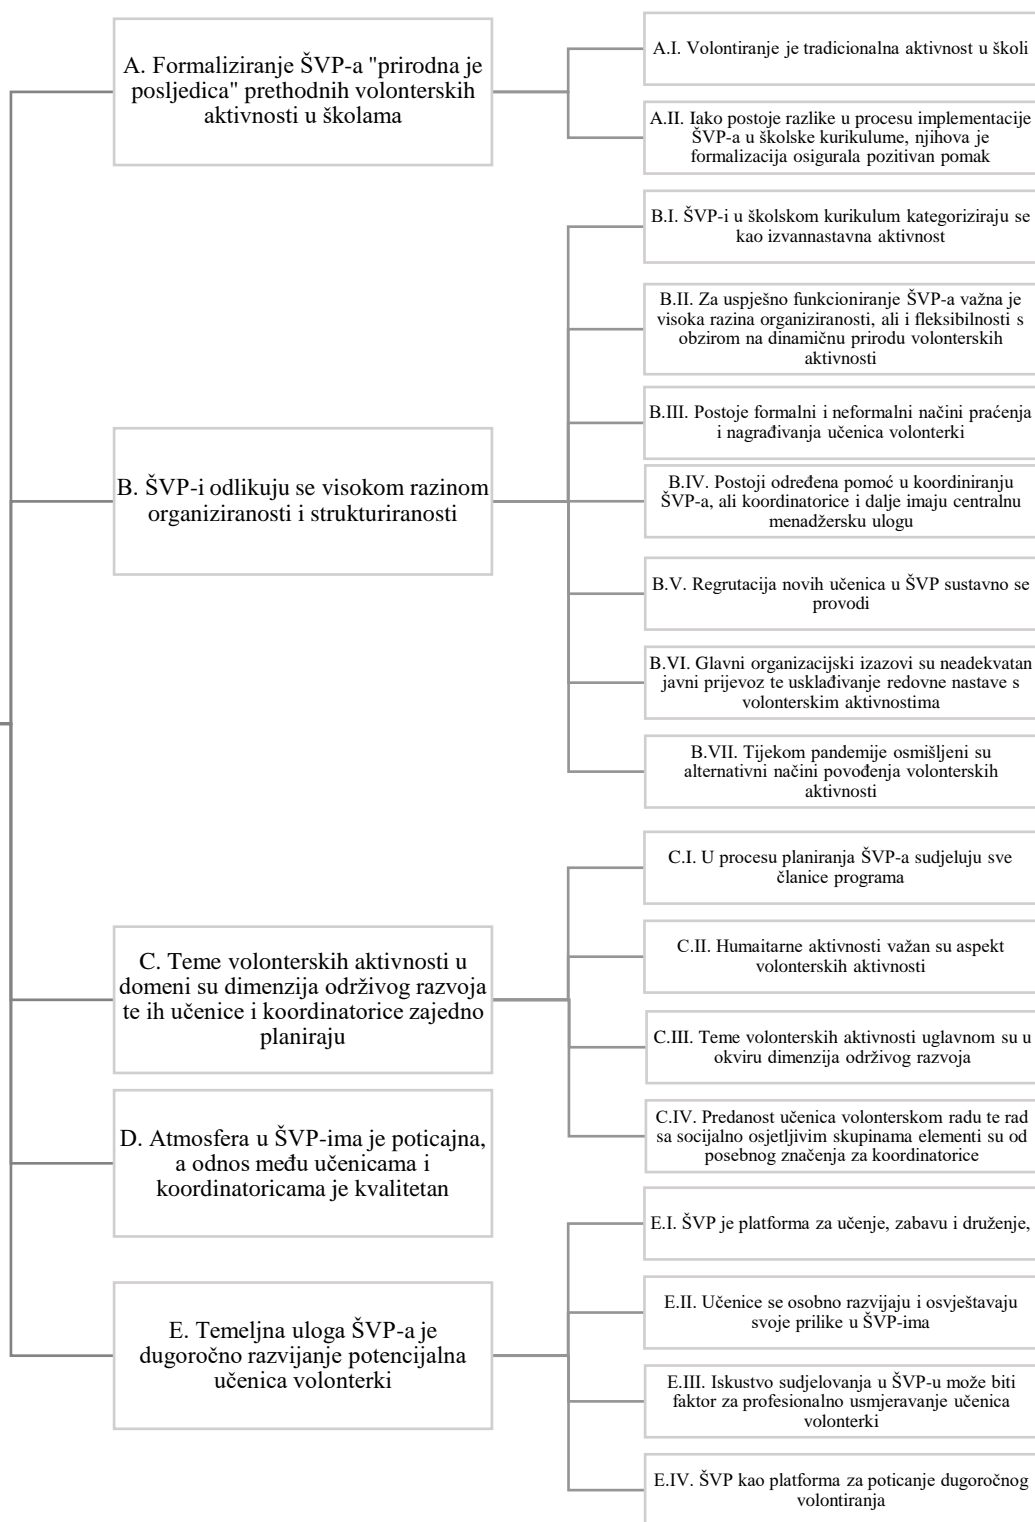 A. Formaliziranje ŠVP-a "prirodna je
posljedica" prethodnih volonterskih
aktivnosti u školama
A.I. Volontiranje je tradicionalna aktivnost u školi
A.II. Iako postoje razlike u procesu implementacije
ŠVP-a u školske kurikulume, njihova je
formalizacija osigurala pozitivan pomak
B. ŠVP-i odlikuju se visokom razinom
organiziranosti i strukturiranosti
B.I. ŠVP-i u školskom kurikulum kategoriziraju se
kao izvannastavna aktivnost
B.II. Za uspješno funkcioniranje ŠVP-a važna je
visoka razina organiziranosti, ali i fleksibilnosti s
obzirom na dinamičnu prirodu volonterskih
aktivnosti
B.III. Postoje formalni i neformalni načini praćenja
i nagrađivanja učenica volonterki
B.IV. Postoji određena pomoć u koordiniranju
ŠVP-a, ali koordinatorice i dalje imaju centralnu
menadžersku ulogu
B.V. Regrutacija novih učenica u ŠVP sustavno se
provodi
B.VI. Glavni organizacijski izazovi su neadekvatan
javni prijevoz te usklađivanje redovne nastave s
volonterskim aktivnostima
B.VII. Tijekom pandemije osmišljeni su
alternativni načini povođenja volonterskih
aktivnosti
C. Teme volonterskih aktivnosti u
domeni su dimenzija održivog razvoja
te ih učenice i koordinatorice zajedno
planiraju
C.I. U procesu planiranja ŠVP-a sudjeluju sve
članice programa
C.II. Humaitarne aktivnosti važan su aspekt
volonterskih aktivnosti
C.III. Teme volonterskih aktivnosti uglavnom su u
okviru dimenzija održivog razvoja
C.IV. Predanost učenica volonterskom radu te rad
sa socijalno osjetljivim skupinama elementi su od
posebnog značenja za koordinatorice
D. Atmosfera u ŠVP-ima je poticajna,
a odnos među učenicama i
koordinatoricama je kvalitetan
E. Temeljna uloga ŠVP-a je
dugoročno razvijanje potencijalna
učenica volonterki
E.I. ŠVP je platforma za učenje, zabavu i druženje,
E.II. Učenice se osobno razvijaju i osvještavaju
svoje prilike u ŠVP-ima
E.III. Iskustvo sudjelovanja u ŠVP-u može biti
faktor za profesionalno usmjeravanje učenica
volonterki
E.IV. ŠVP kao platforma za poticanje dugoročnog
volontiranja